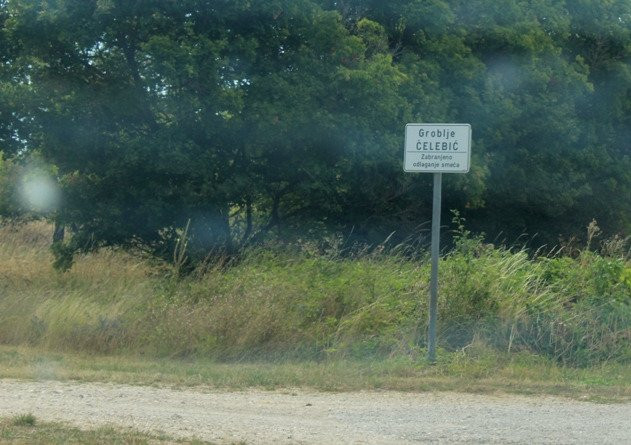 Groblje
ČELEBIĆ
Zabranjeno
odlaganje smeća